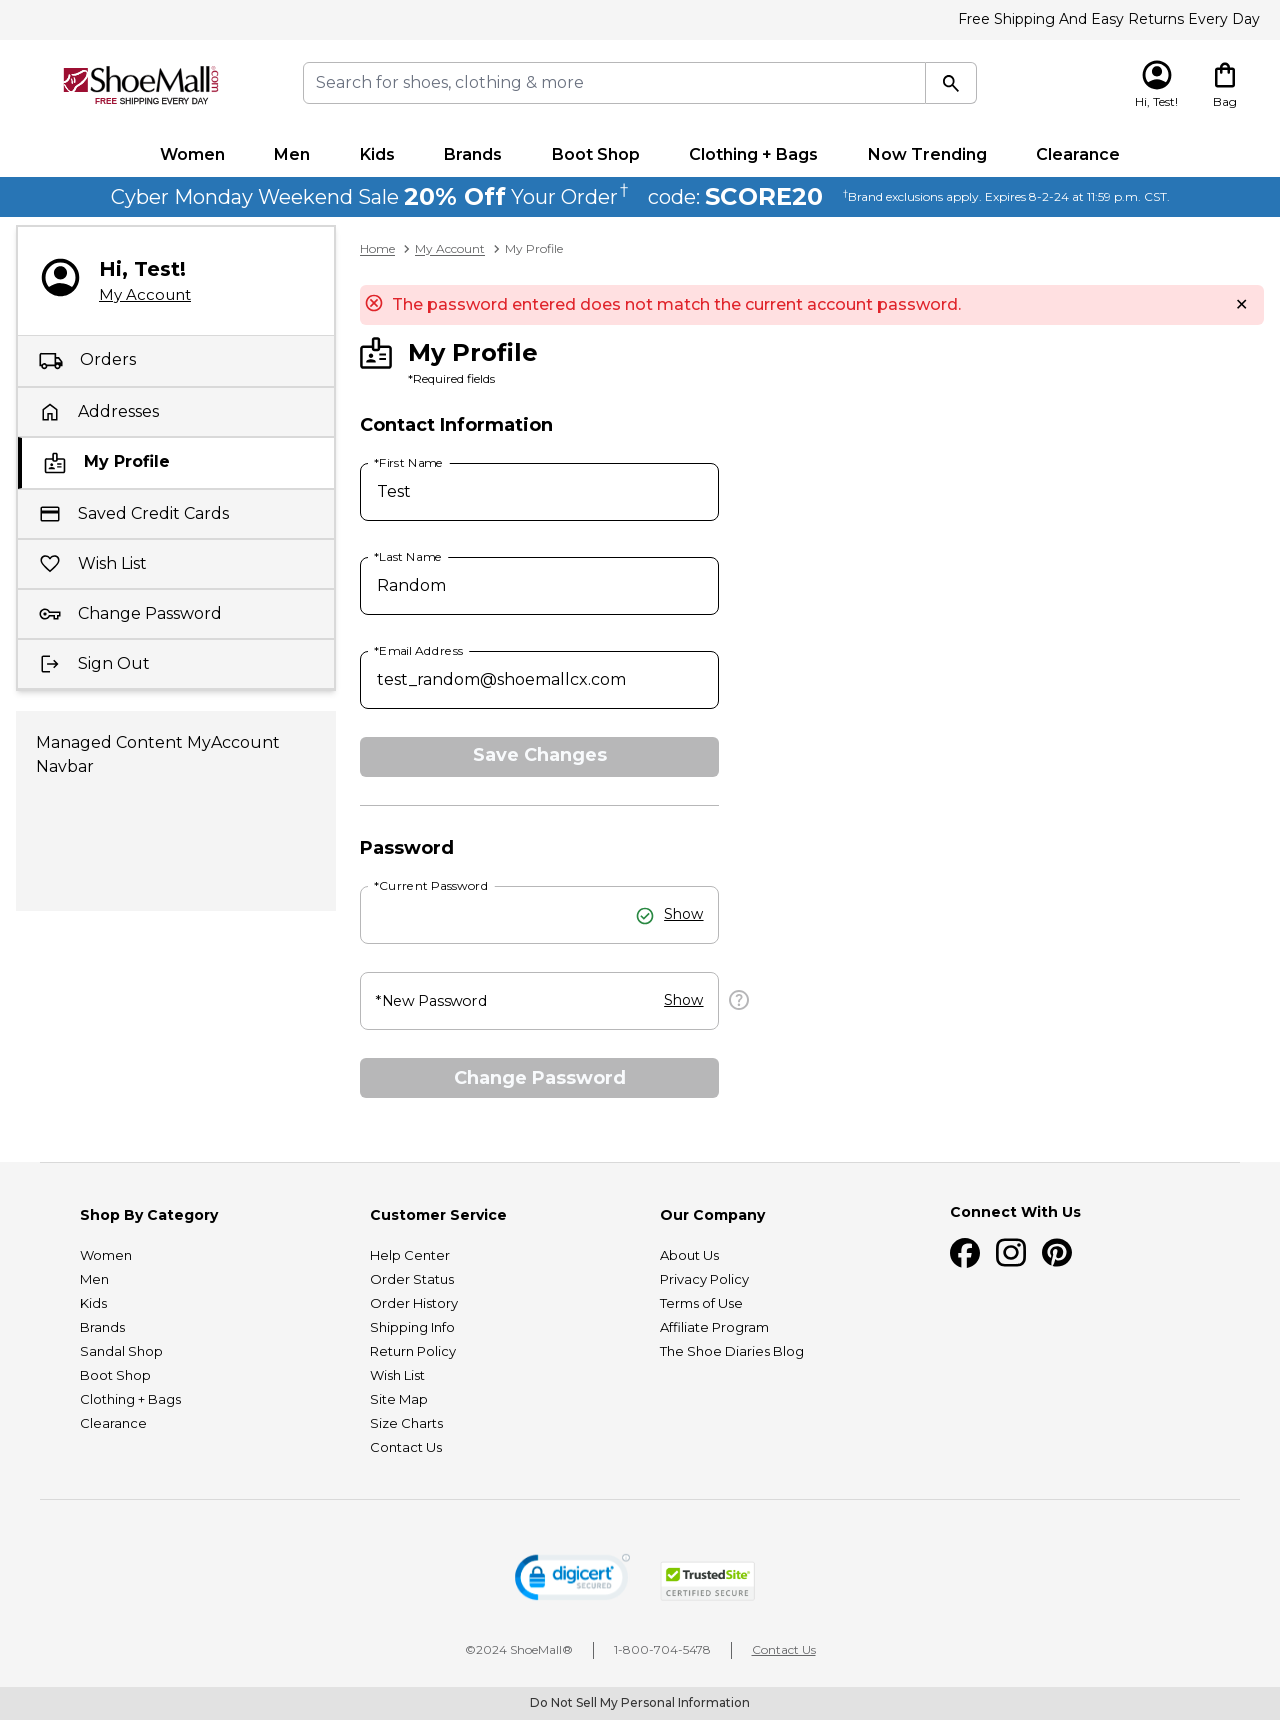 Free Shipping And Easy Returns Every Day
ShoeMall.com
FREE SHIPPING EVERY DAY
Search for shoes, clothing & more
Hi, Test!
Bag
Women Men Kids Brands Boot Shop Clothing + Bags Now Trending Clearance
Cyber Monday Weekend Sale 20% Off Your Order† code: SCORE20 †Brand exclusions apply. Expires 8-2-24 at 11:59 p.m. CST.
Hi, Test!
My Account
Orders
Addresses
My Profile
Saved Credit Cards
Wish List
Change Password
Sign Out
Managed Content MyAccount
Navbar
Home > My Account > My Profile
The password entered does not match the current account password.
My Profile
*Required fields
Contact Information
*First Name
Test
*Last Name
Random
*Email Address
test_random@shoemallcx.com
Save Changes
Password
*Current Password
Show
*New Password
Show
Change Password
Shop By Category
Women
Men
Kids
Brands
Sandal Shop
Boot Shop
Clothing + Bags
Clearance
Customer Service
Help Center
Order Status
Order History
Shipping Info
Return Policy
Wish List
Site Map
Size Charts
Contact Us
Our Company
About Us
Privacy Policy
Terms of Use
Affiliate Program
The Shoe Diaries Blog
Connect With Us
digicert
SECURED
TrustedSite
CERTIFIED SECURE
©2024 ShoeMall® 1-800-704-5478 Contact Us
Do Not Sell My Personal Information